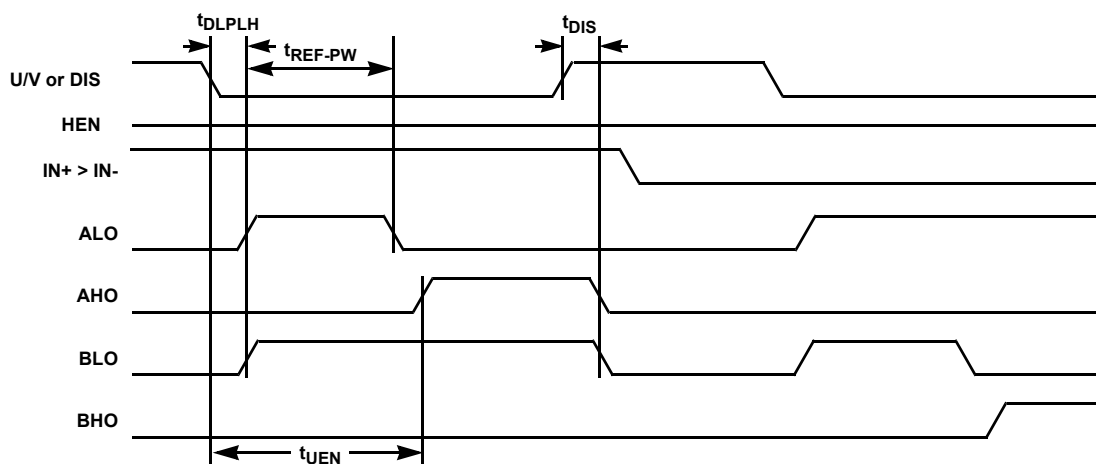 tDLPLH
tREF-PW
tDIS
U/V or DIS
HEN
IN+ > IN-
ALO
AHO
BLO
BHO
tUEN